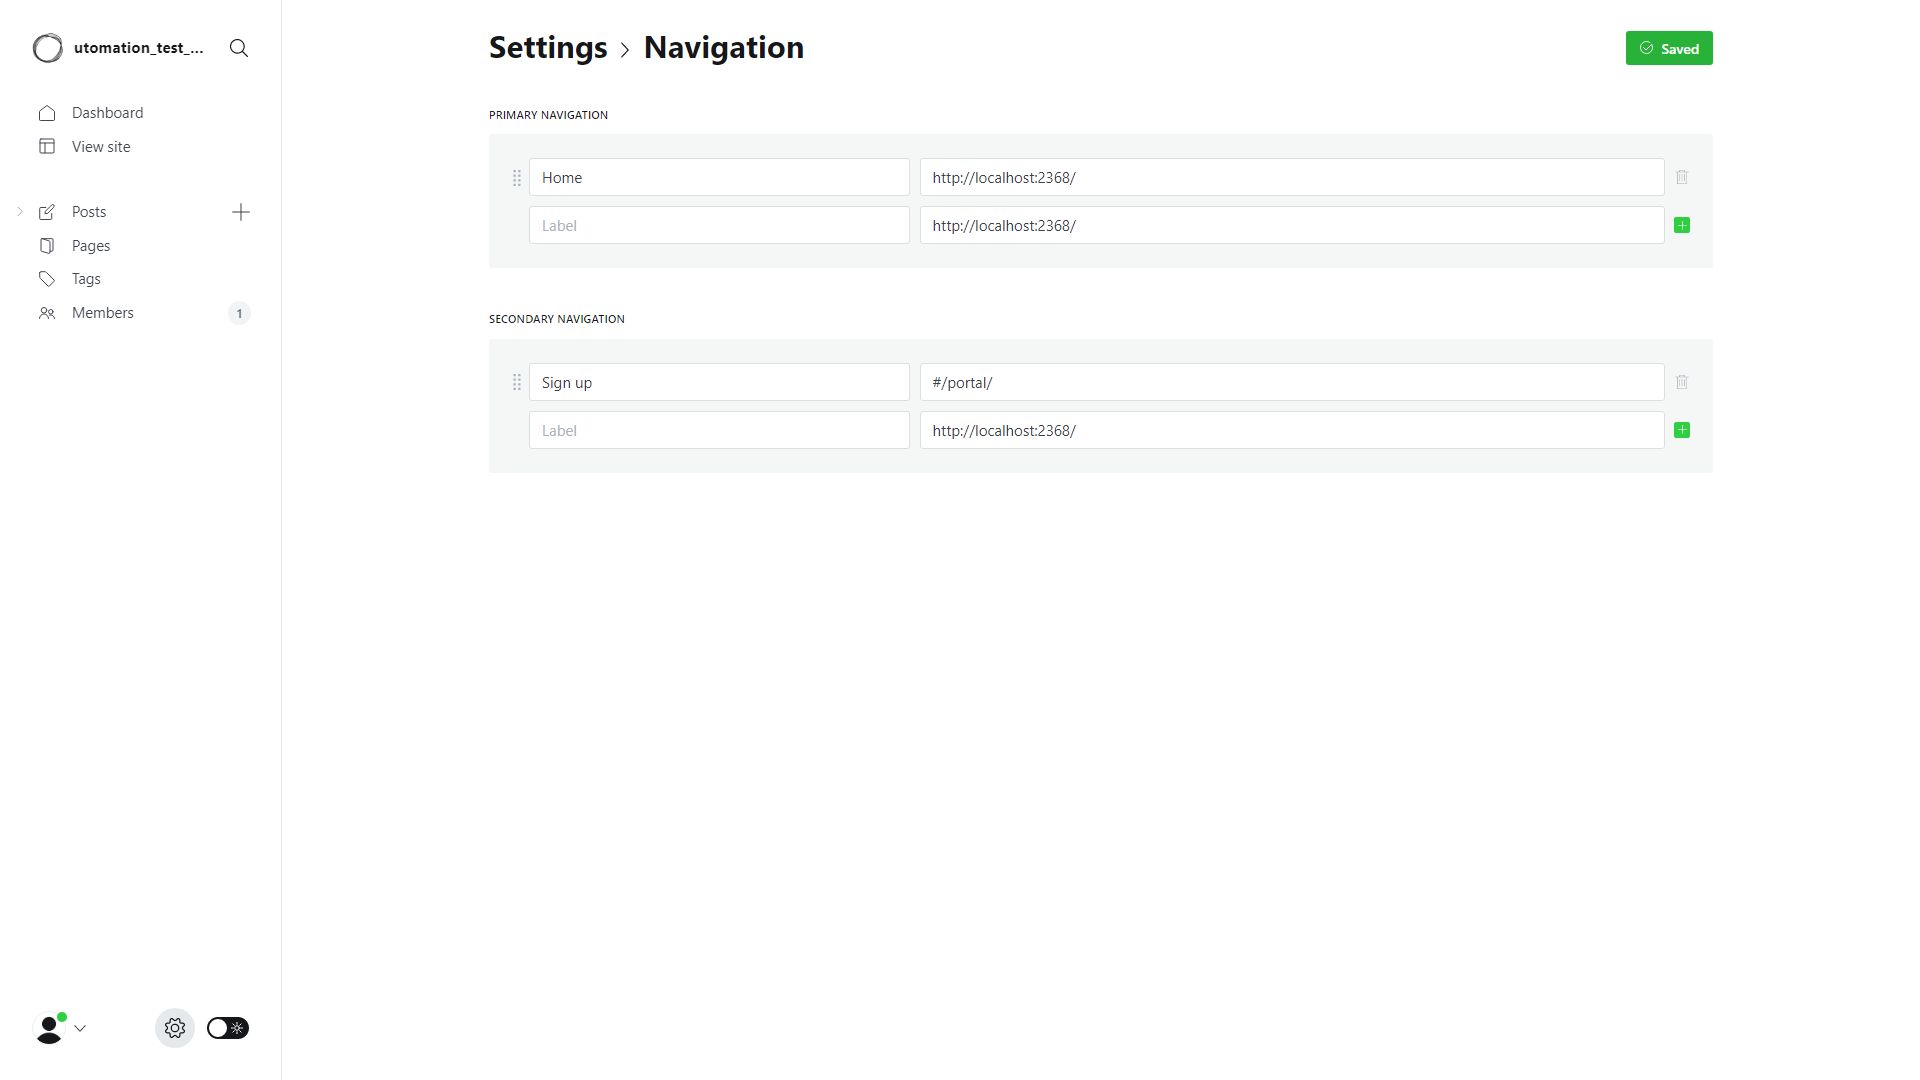 utomation_test_...
Dashboard
View site
Posts
Pages
Tags
Members 1
Settings Navigation
Saved
PRIMARY NAVIGATION
Home http://localhost:2368/
Label http://localhost:2368/
SECONDARY NAVIGATION
Sign up #/portal/
Label http://localhost:2368/